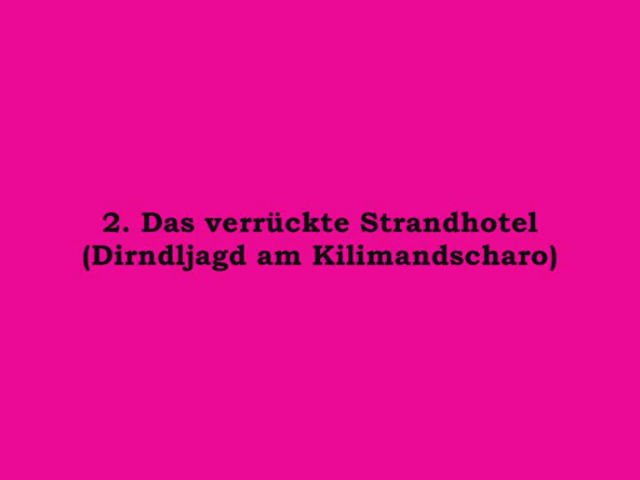 2. Das verrückte Strandhotel
(Dirndljagd am Kilimandscharo)